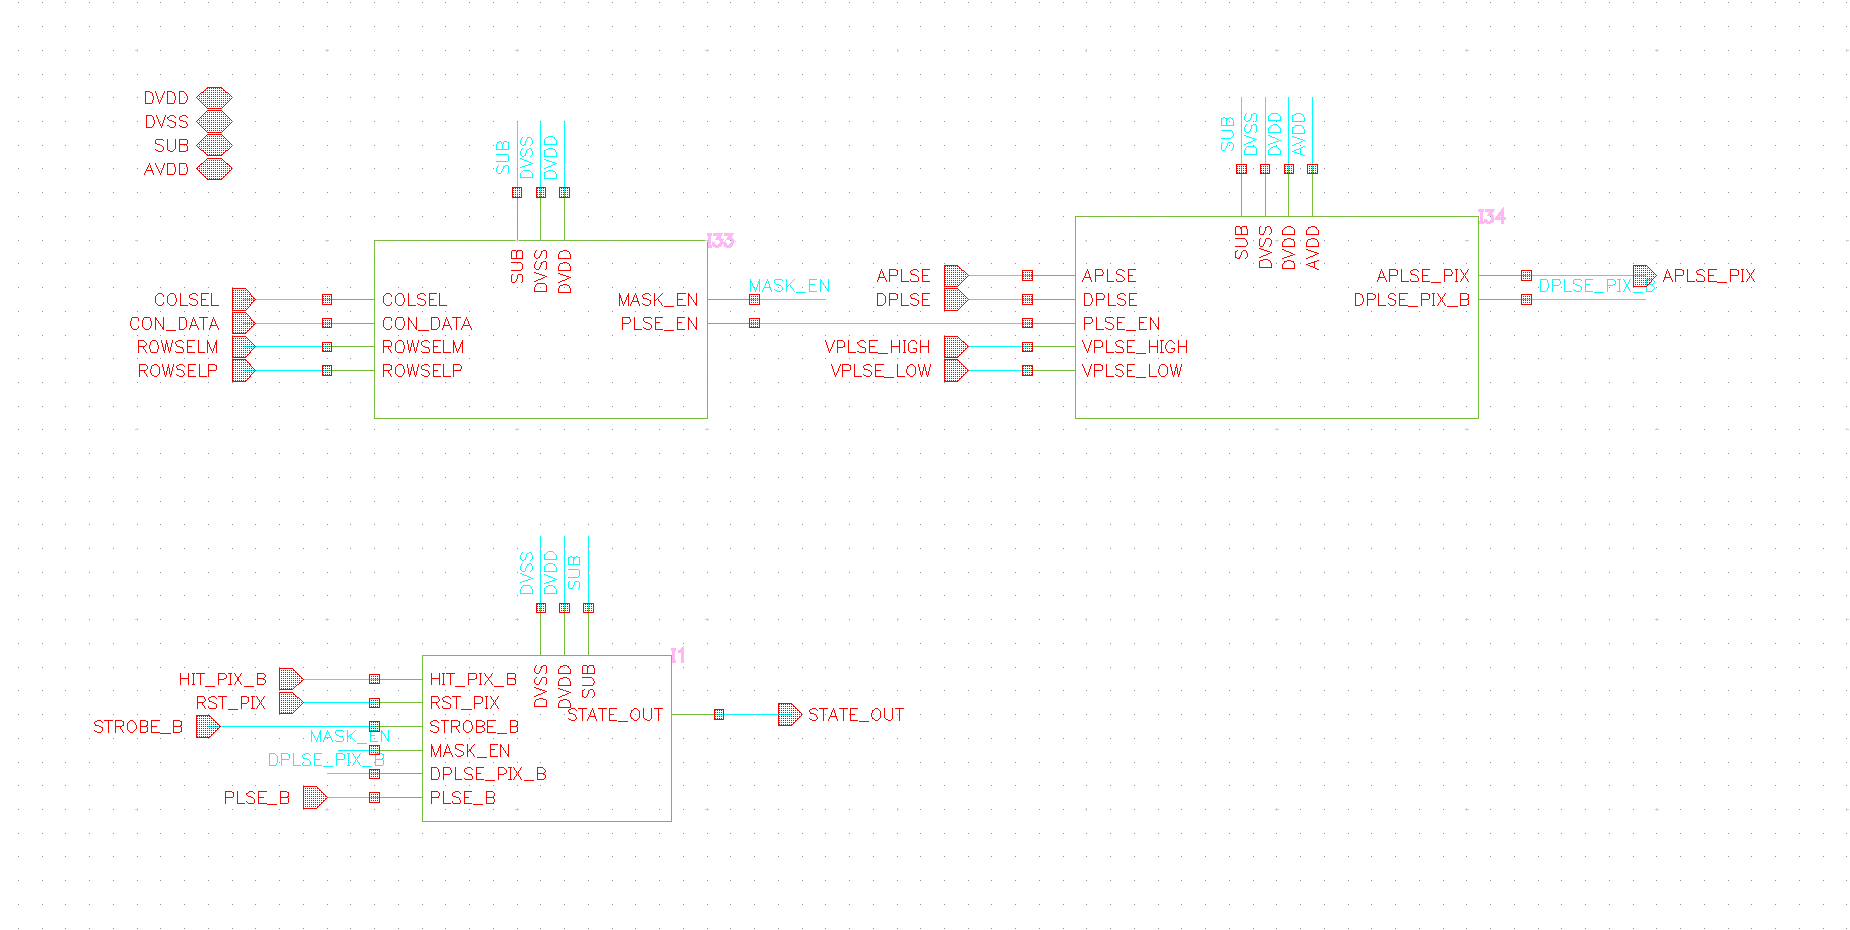 DVDD
DVSS
SUB
AVDD
SUB
DVSS
DVDD
I33
SUB
DVSS
DVDD
COLSEL
COLSEL
CON_DATA
CON_DATA
ROWSELM
ROWSELM
ROWSELP
ROWSELP
MASK_EN
MASK_EN
PLSE_EN
SUB
DVSS
DVDD
AVDD
I34
SUB
DVSS
DVDD
AVDD
APLSE
APLSE
DPLSE
DPLSE
PLSE_EN
VPLSE_HIGH
VPLSE_HIGH
VPLSE_LOW
VPLSE_LOW
APLSE_PIX
APLSE_PIX
DPLSE_PIX_B
DPLSE_PIX_B
DVSS
DVDD
SUB
I1
DVSS
DVDD
SUB
HIT_PIX_B
HIT_PIX_B
RST_PIX
RST_PIX
STROBE_B
STROBE_B
MASK_EN
MASK_EN
DPLSE_PIX_B
DPLSE_PIX_B
PLSE_B
PLSE_B
STATE_OUT
STATE_OUT